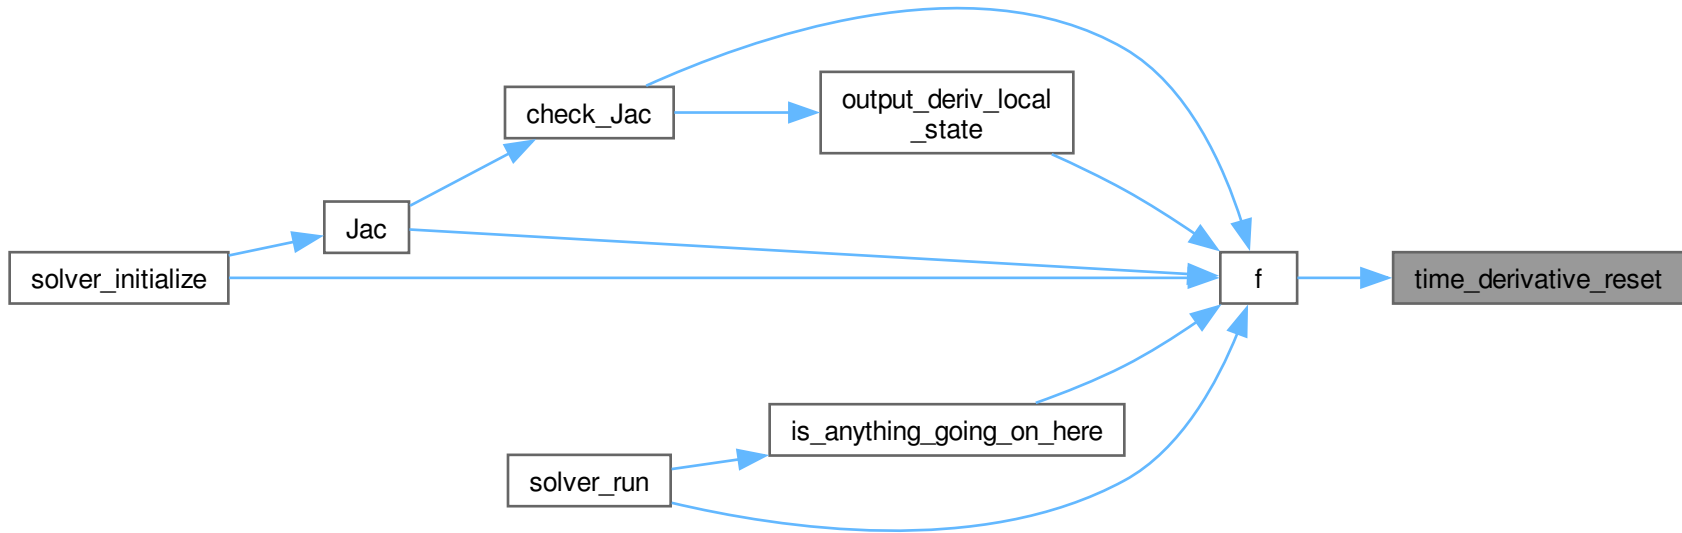 output_deriv_local
_state
check_Jac
Jac
solver_initialize
f
time_derivative_reset
is_anything_going_on_here
solver_run